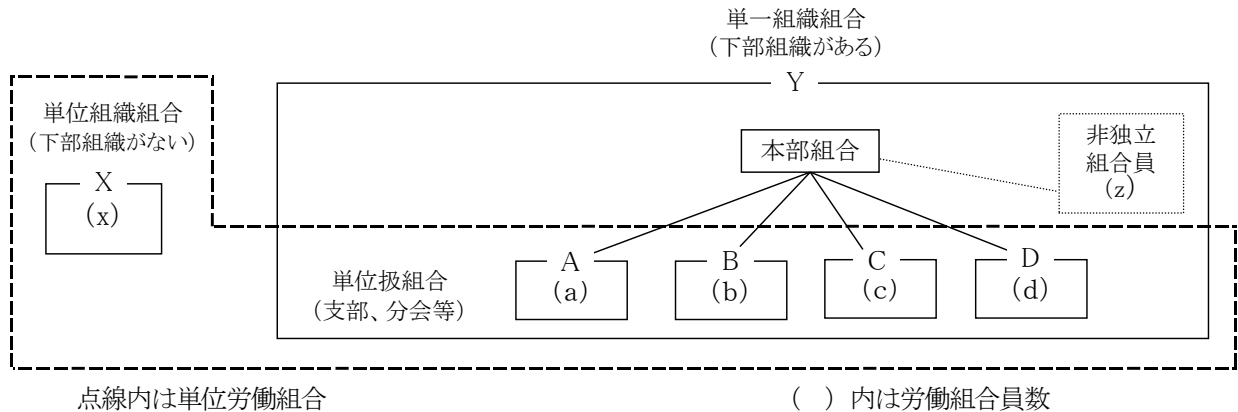 単一組織組合
(下部組織がある)
Y
単位組織組合
(下部組織がない)
X
(x)
本部組合
非独立
組合員
(z)
単位扱組合
(支部、分会等)
A
(a)
B
(b)
C
(c)
D
(d)
点線内は単位労働組合
( )内は労働組合員数